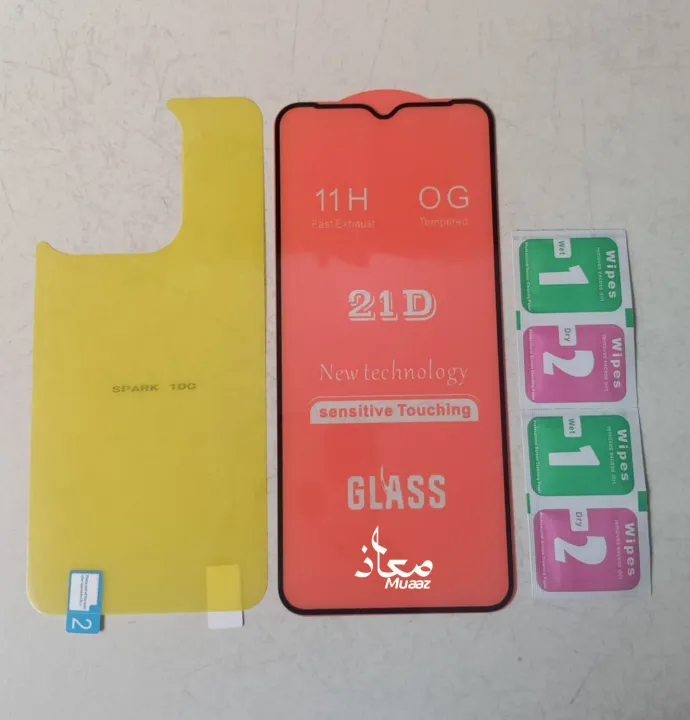 SPARK 10C
11H
Fast Exhaust
OG
Tempered
21D
New technology
sensitive Touching
GLASS
معاذ
Muaaz
2
Wipes
Wet
1
Wipes
Dry
2
Wipes
Wet
1
Wipes
Dry
2